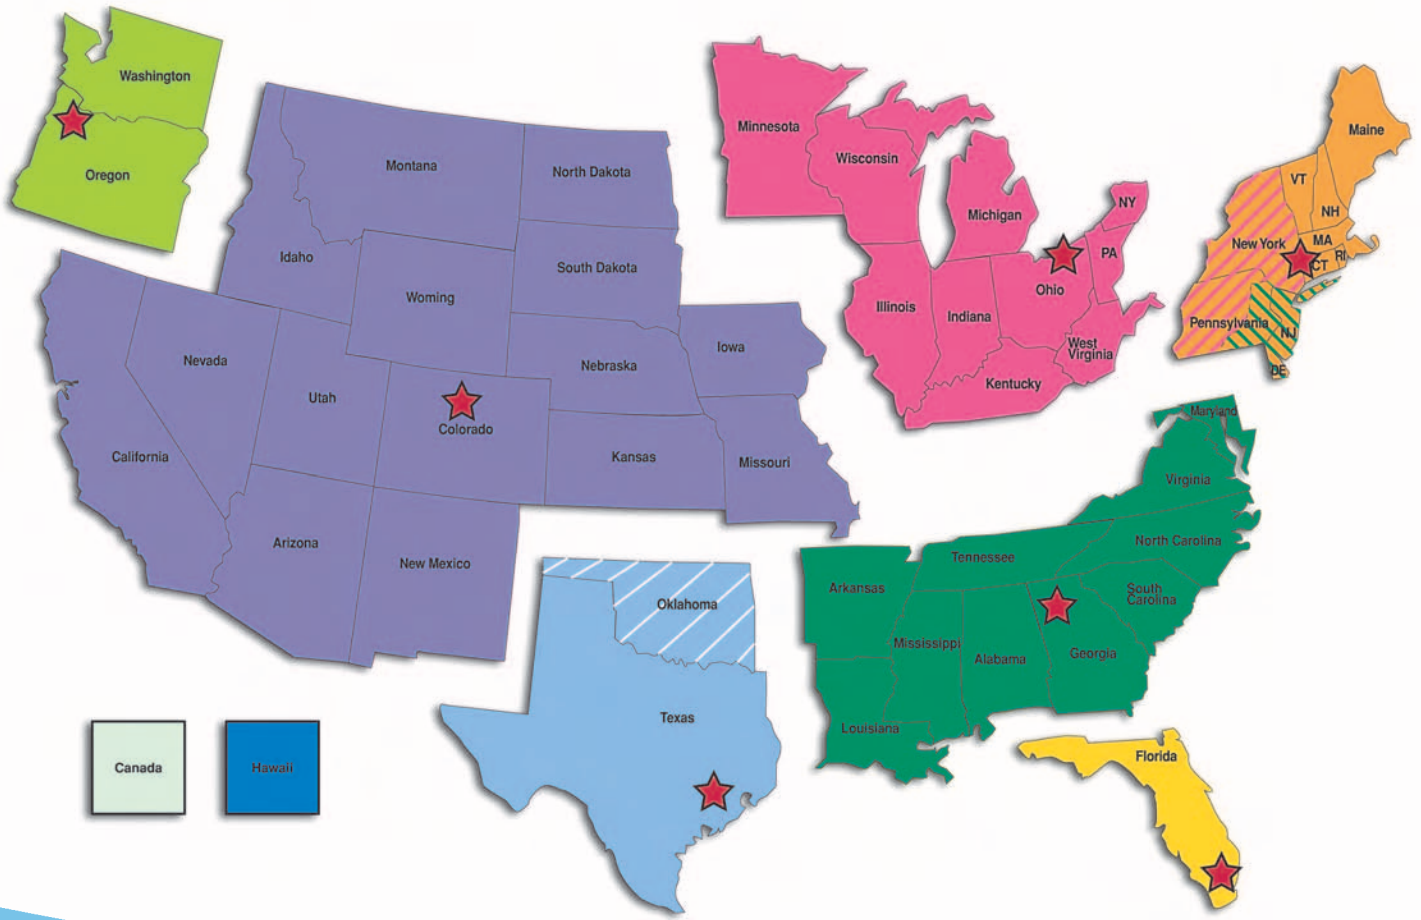 Washington
Oregon
Montana
North Dakota
Idaho
South Dakota
Woming
Nebraska
Iowa
Nevada
Utah
Colorado
California
Kansas
Missouri
Arizona
New Mexico
Minnesota
Wisconsin
Michigan
NY
PA
Ohio
Illinois
Indiana
West
Virginia
Kentucky
Maine
VT
NH
New York
MA
CT
RI
Pennsylvania
NJ
DE
Maryland
Virginia
North Carolina
Tennessee
South
Carolina
Arkansas
Mississippi
Alabama
Georgia
Louisiana
Oklahoma
Texas
Florida
Canada
Hawaii